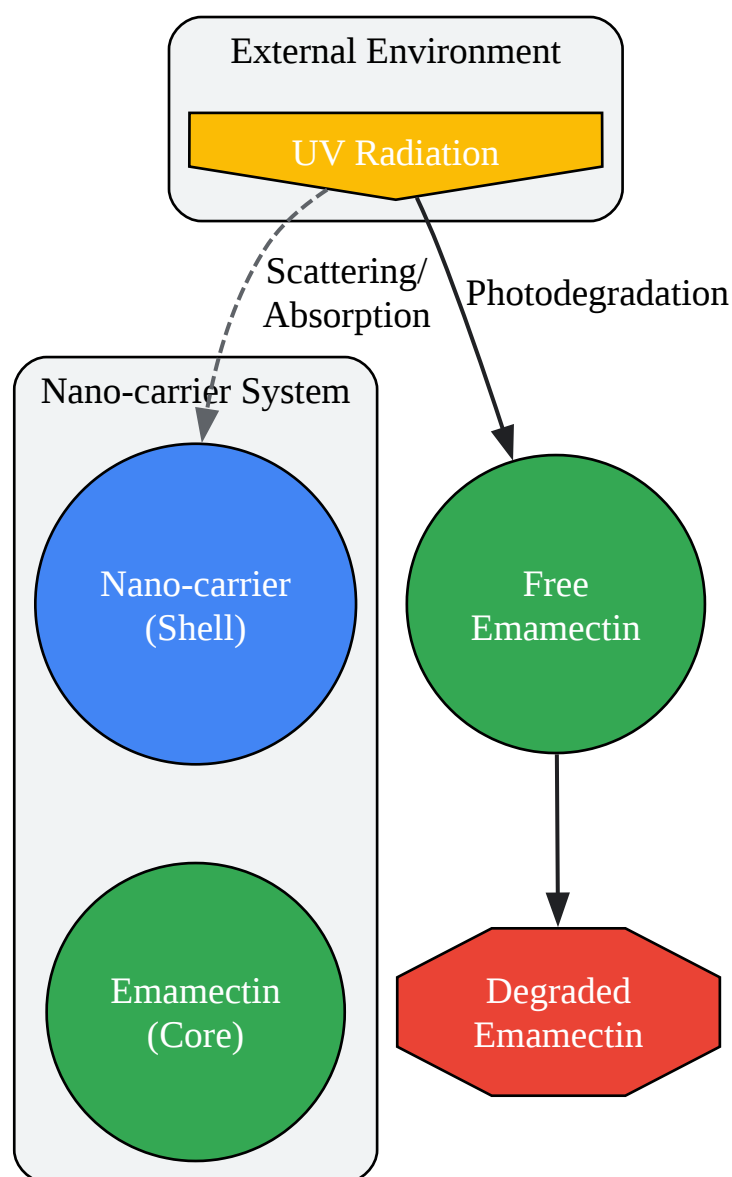 External Environment
UV Radiation
Scattering/
Absorption
Photodegradation
Nano-carrier System
Nano-carrier
(Shell)
Free
Emamectin
Emamectin
(Core)
Degraded
Emamectin